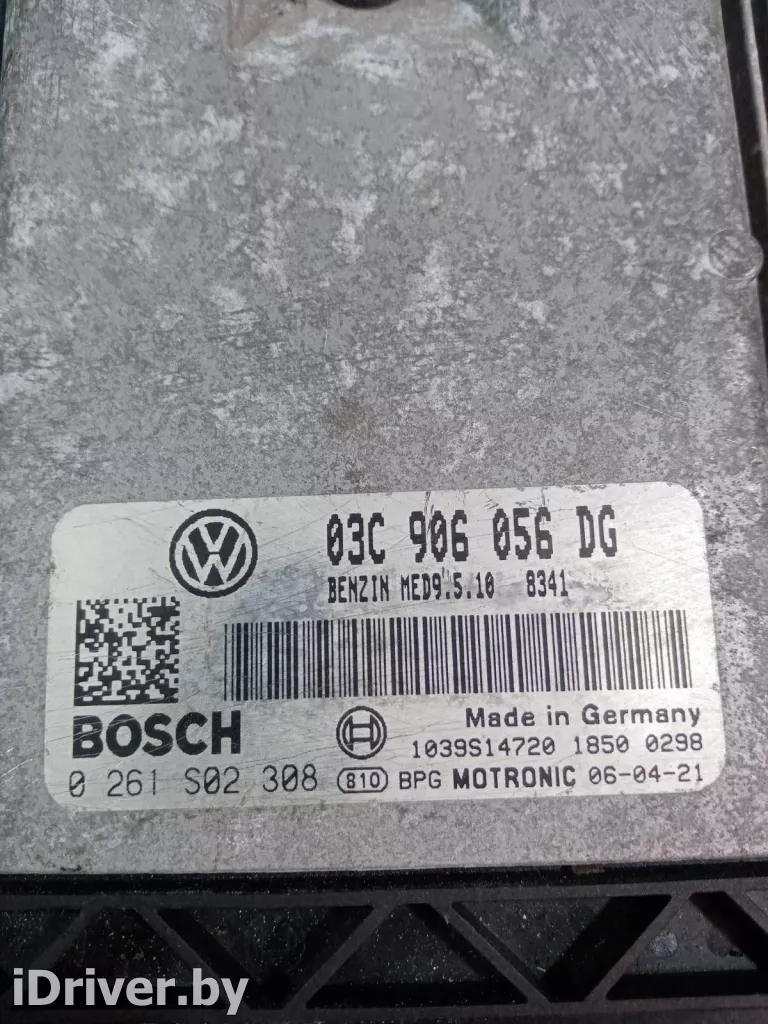 03C 906 056 DG
BENZIN MED9.5.10 8341
BOSCH
Made in Germany
1039S14720 1850 0298
0 261 S02 308 810 BPG MOTRONIC 06-04-21
iDriver.by